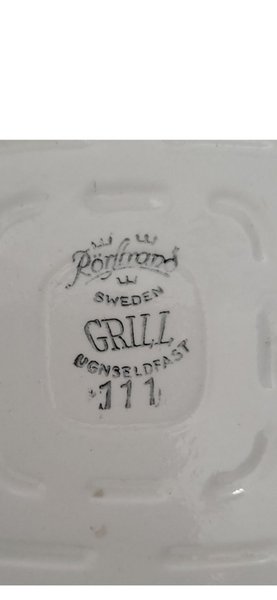 Rörstrand
SWEDEN
GRILL
UGNSELDFAST
111